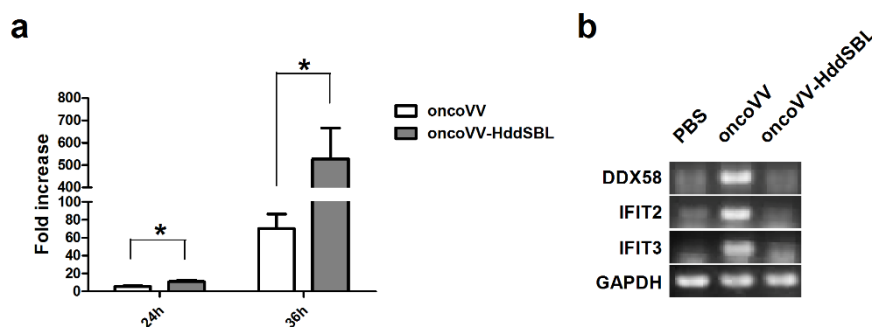 a
*
*
Fold increase
800
700
600
500
400
100
80
60
40
20
0
24h
36h
oncoVV
oncoVV-HddSBL
b
PBS
oncoVV
oncoVV-HddSBL
DDX58
IFIT2
IFIT3
GAPDH